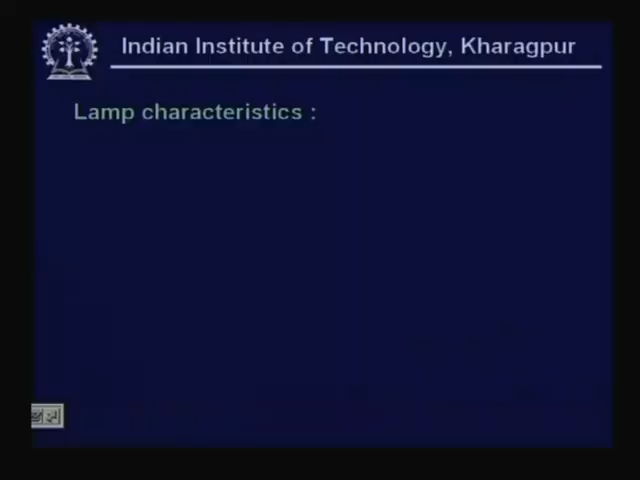 Indian Institute of Technology, Kharagpur
Lamp characteristics :